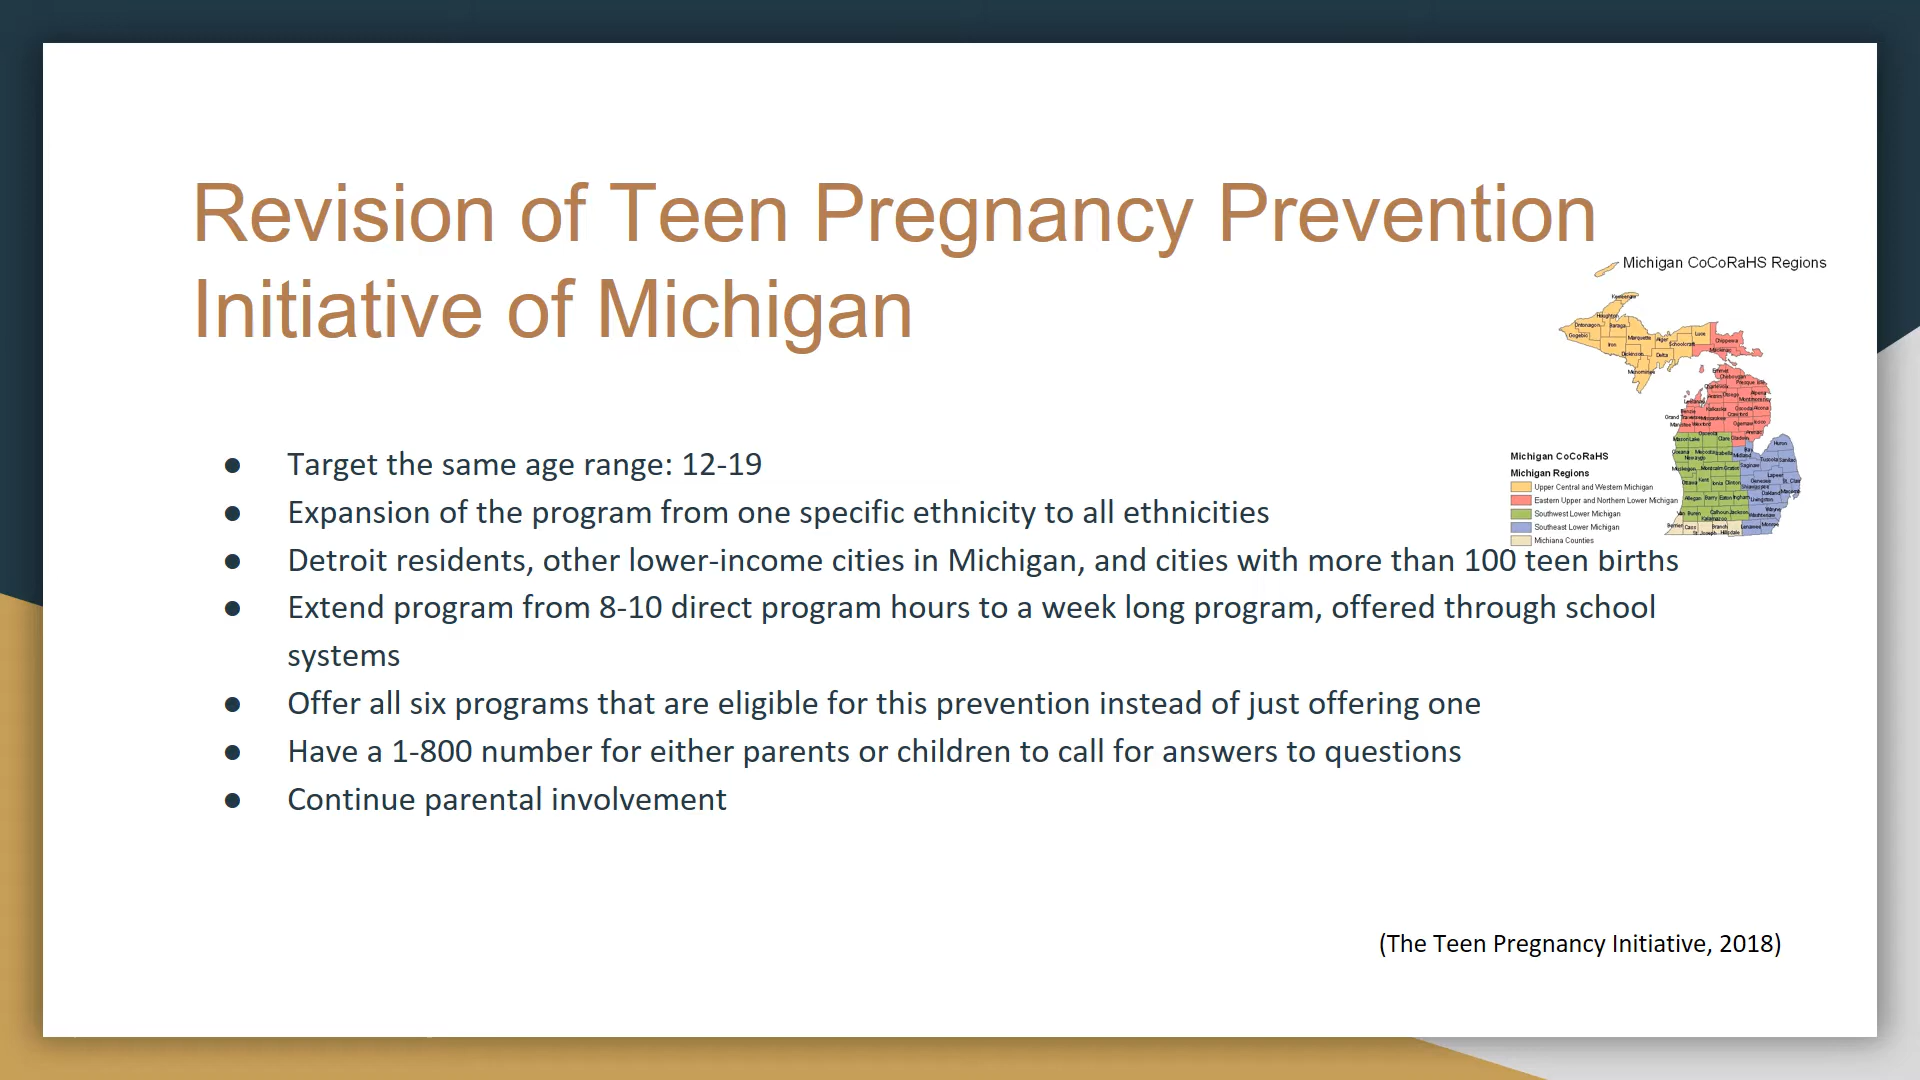 Revision of Teen Pregnancy Prevention
Initiative of Michigan
Michigan CoCoRaHS Regions
Michigan CoCoRaHS
Michigan Regions
Upper Central and Western Michigan
Eastern Upper and Northern Lower Michigan
Southwest Lower Michigan
Southeast Lower Michigan
Michiana Counties
● Target the same age range: 12-19
● Expansion of the program from one specific ethnicity to all ethnicities
● Detroit residents, other lower-income cities in Michigan, and cities with more than 100 teen births
● Extend program from 8-10 direct program hours to a week long program, offered through school
systems
● Offer all six programs that are eligible for this prevention instead of just offering one
● Have a 1-800 number for either parents or children to call for answers to questions
● Continue parental involvement
(The Teen Pregnancy Initiative, 2018)